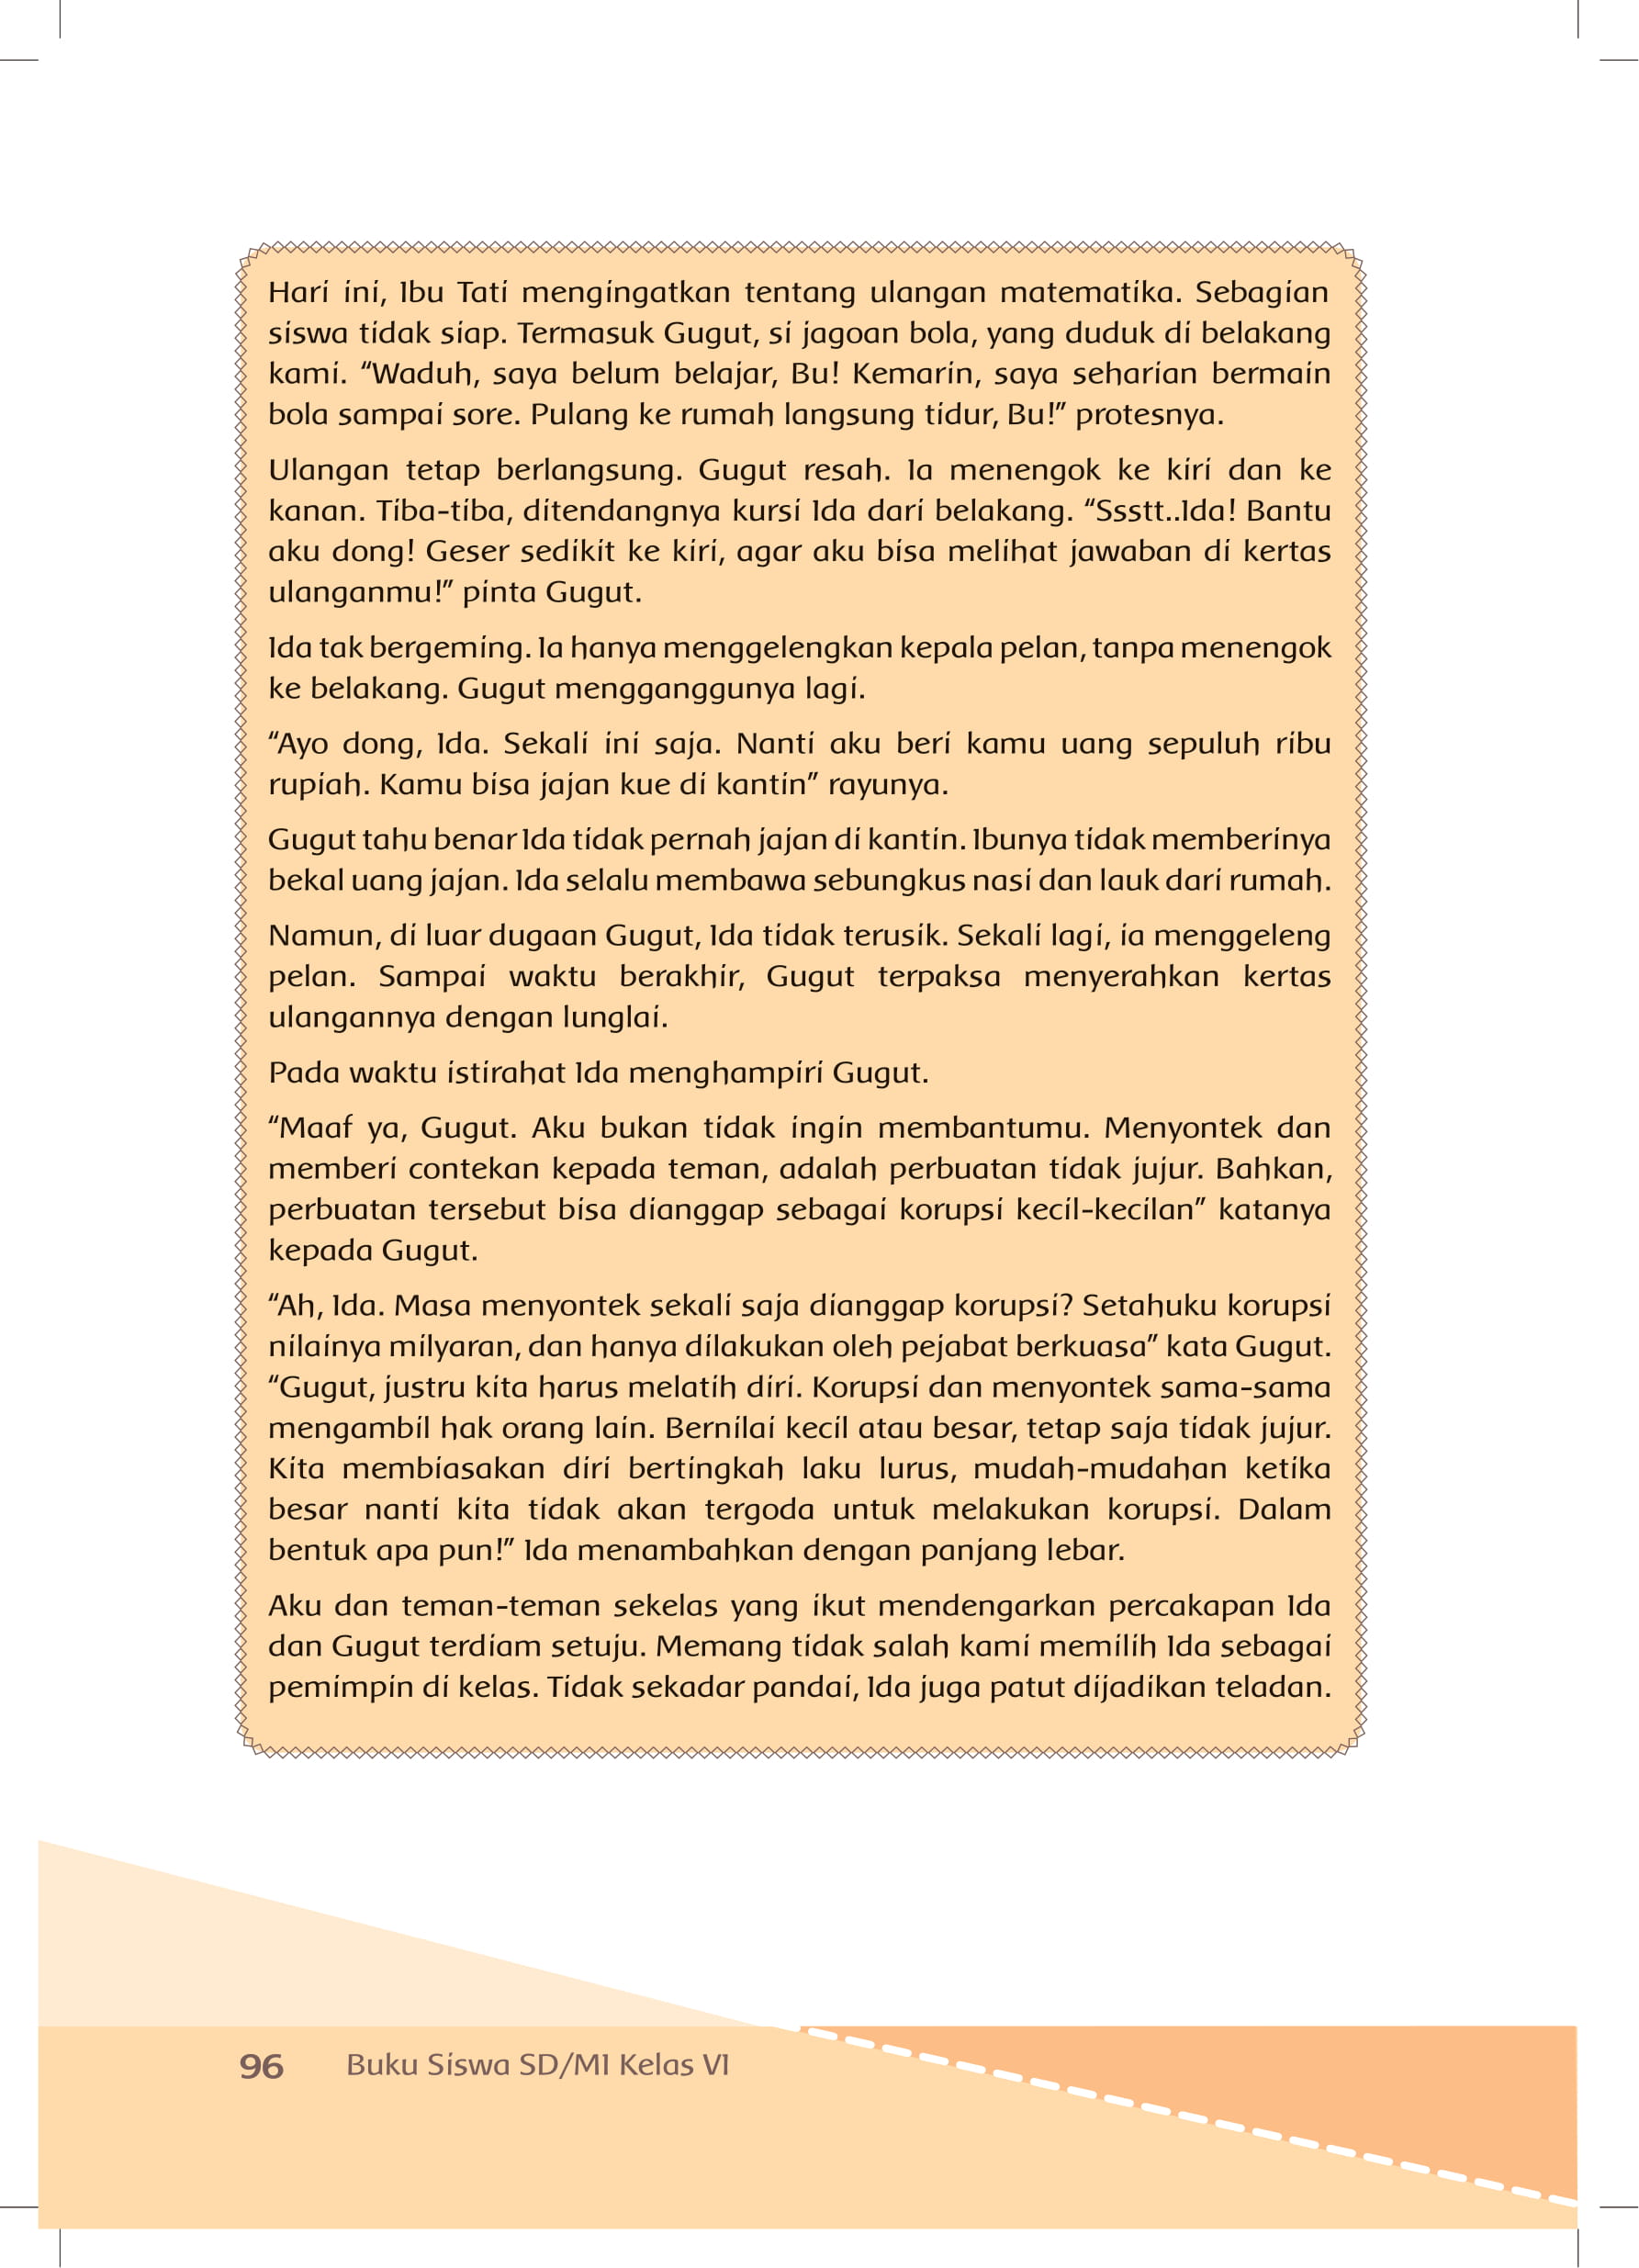 Hari ini, Ibu Tati mengingatkan tentang ulangan matematika. Sebagian
siswa tidak siap. Termasuk Gugut, si jagoan bola, yang duduk di belakang
kami. “Waduh, saya belum belajar, Bu! Kemarin, saya seharian bermain
bola sampai sore. Pulang ke rumah langsung tidur, Bu!” protesnya.
Ulangan tetap berlangsung. Gugut resah. Ia menengok ke kiri dan ke
kanan. Tiba-tiba, ditendangnya kursi Ida dari belakang. “Ssstt..Ida! Bantu
aku dong! Geser sedikit ke kiri, agar aku bisa melihat jawaban di kertas
ulanganmu!” pinta Gugut.
Ida tak bergeming. Ia hanya menggelengkan kepala pelan, tanpa menengok
ke belakang. Gugut mengganggunya lagi.
“Ayo dong, Ida. Sekali ini saja. Nanti aku beri kamu uang sepuluh ribu
rupiah. Kamu bisa jajan kue di kantin” rayunya.
Gugut tahu benar Ida tidak pernah jajan di kantin. Ibunya tidak memberinya
bekal uang jajan. Ida selalu membawa sebungkus nasi dan lauk dari rumah.
Namun, di luar dugaan Gugut, Ida tidak terusik. Sekali lagi, ia menggeleng
pelan. Sampai waktu berakhir, Gugut terpaksa menyerahkan kertas
ulangannya dengan lunglai.
Pada waktu istirahat Ida menghampiri Gugut.
“Maaf ya, Gugut. Aku bukan tidak ingin membantumu. Menyontek dan
memberi contekan kepada teman, adalah perbuatan tidak jujur. Bahkan,
perbuatan tersebut bisa dianggap sebagai korupsi kecil-kecilan” katanya
kepada Gugut.
“Ah, Ida. Masa menyontek sekali saja dianggap korupsi? Setahuku korupsi
nilainya milyaran, dan hanya dilakukan oleh pejabat berkuasa” kata Gugut.
“Gugut, justru kita harus melatih diri. Korupsi dan menyontek sama-sama
mengambil hak orang lain. Bernilai kecil atau besar, tetap saja tidak jujur.
Kita membiasakan diri bertingkah laku lurus, mudah-mudahan ketika
besar nanti kita tidak akan tergoda untuk melakukan korupsi. Dalam
bentuk apa pun!” Ida menambahkan dengan panjang lebar.
Aku dan teman-teman sekelas yang ikut mendengarkan percakapan Ida
dan Gugut terdiam setuju. Memang tidak salah kami memilih Ida sebagai
pemimpin di kelas. Tidak sekadar pandai, Ida juga patut dijadikan teladan.
96 Buku Siswa SD/MI Kelas VI